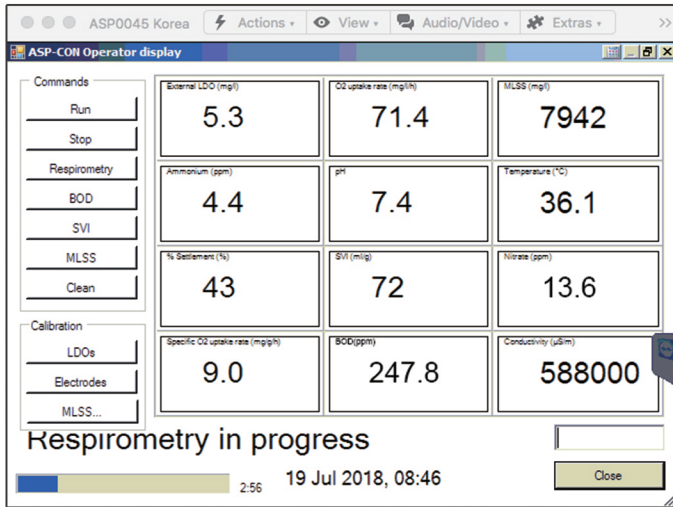 ASP0045 Korea Actions View Audio/Video Extras >>
ASP-CON Operator display
Commands
Run
Stop
Respirometry
BOD
SVI
MLSS
Clean
Calibration
LDOs
Electrodes
MLSS...
External LDO (mg/l)
5.3
O2 uptake rate (mg/l/h)
71.4
MLSS (mg/l)
7942
Ammonium (ppm)
4.4
pH
7.4
Temperature (°C)
36.1
% Settlement (%)
43
SVI (ml/g)
72
Nitrate (ppm)
13.6
Specific O2 uptake rate (mg/g/h)
9.0
BOD(ppm)
247.8
Conductivity (µS/m)
588000
Respirometry in progress
2:56
19 Jul 2018, 08:46
Close